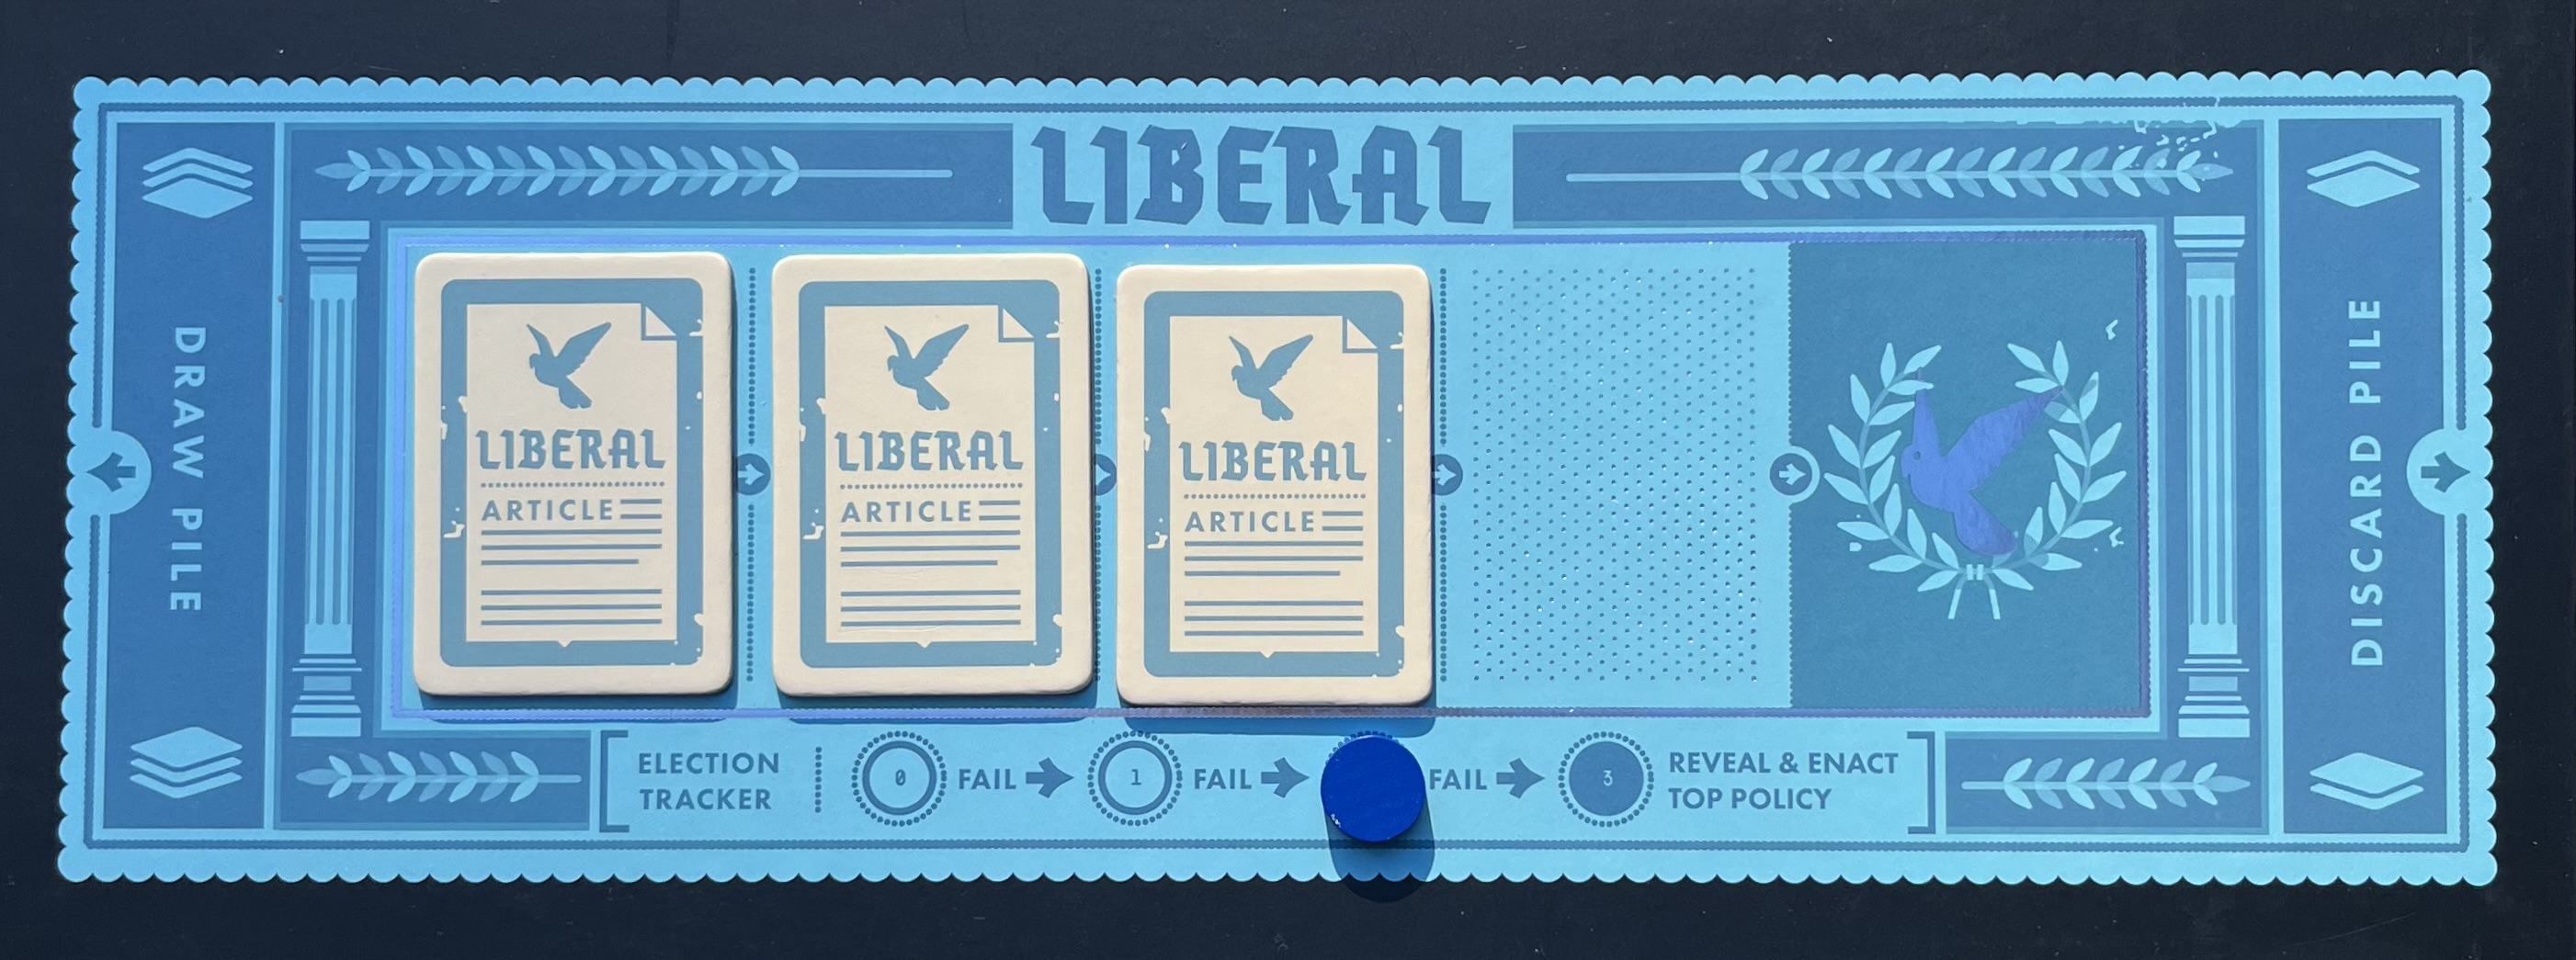 LIBERAL
DRAW PILE
LIBERAL
ARTICLE
LIBERAL
ARTICLE
LIBERAL
ARTICLE
DISCARD PILE
ELECTION
TRACKER
0
FAIL
1
FAIL
FAIL
3
REVEAL & ENACT
TOP POLICY